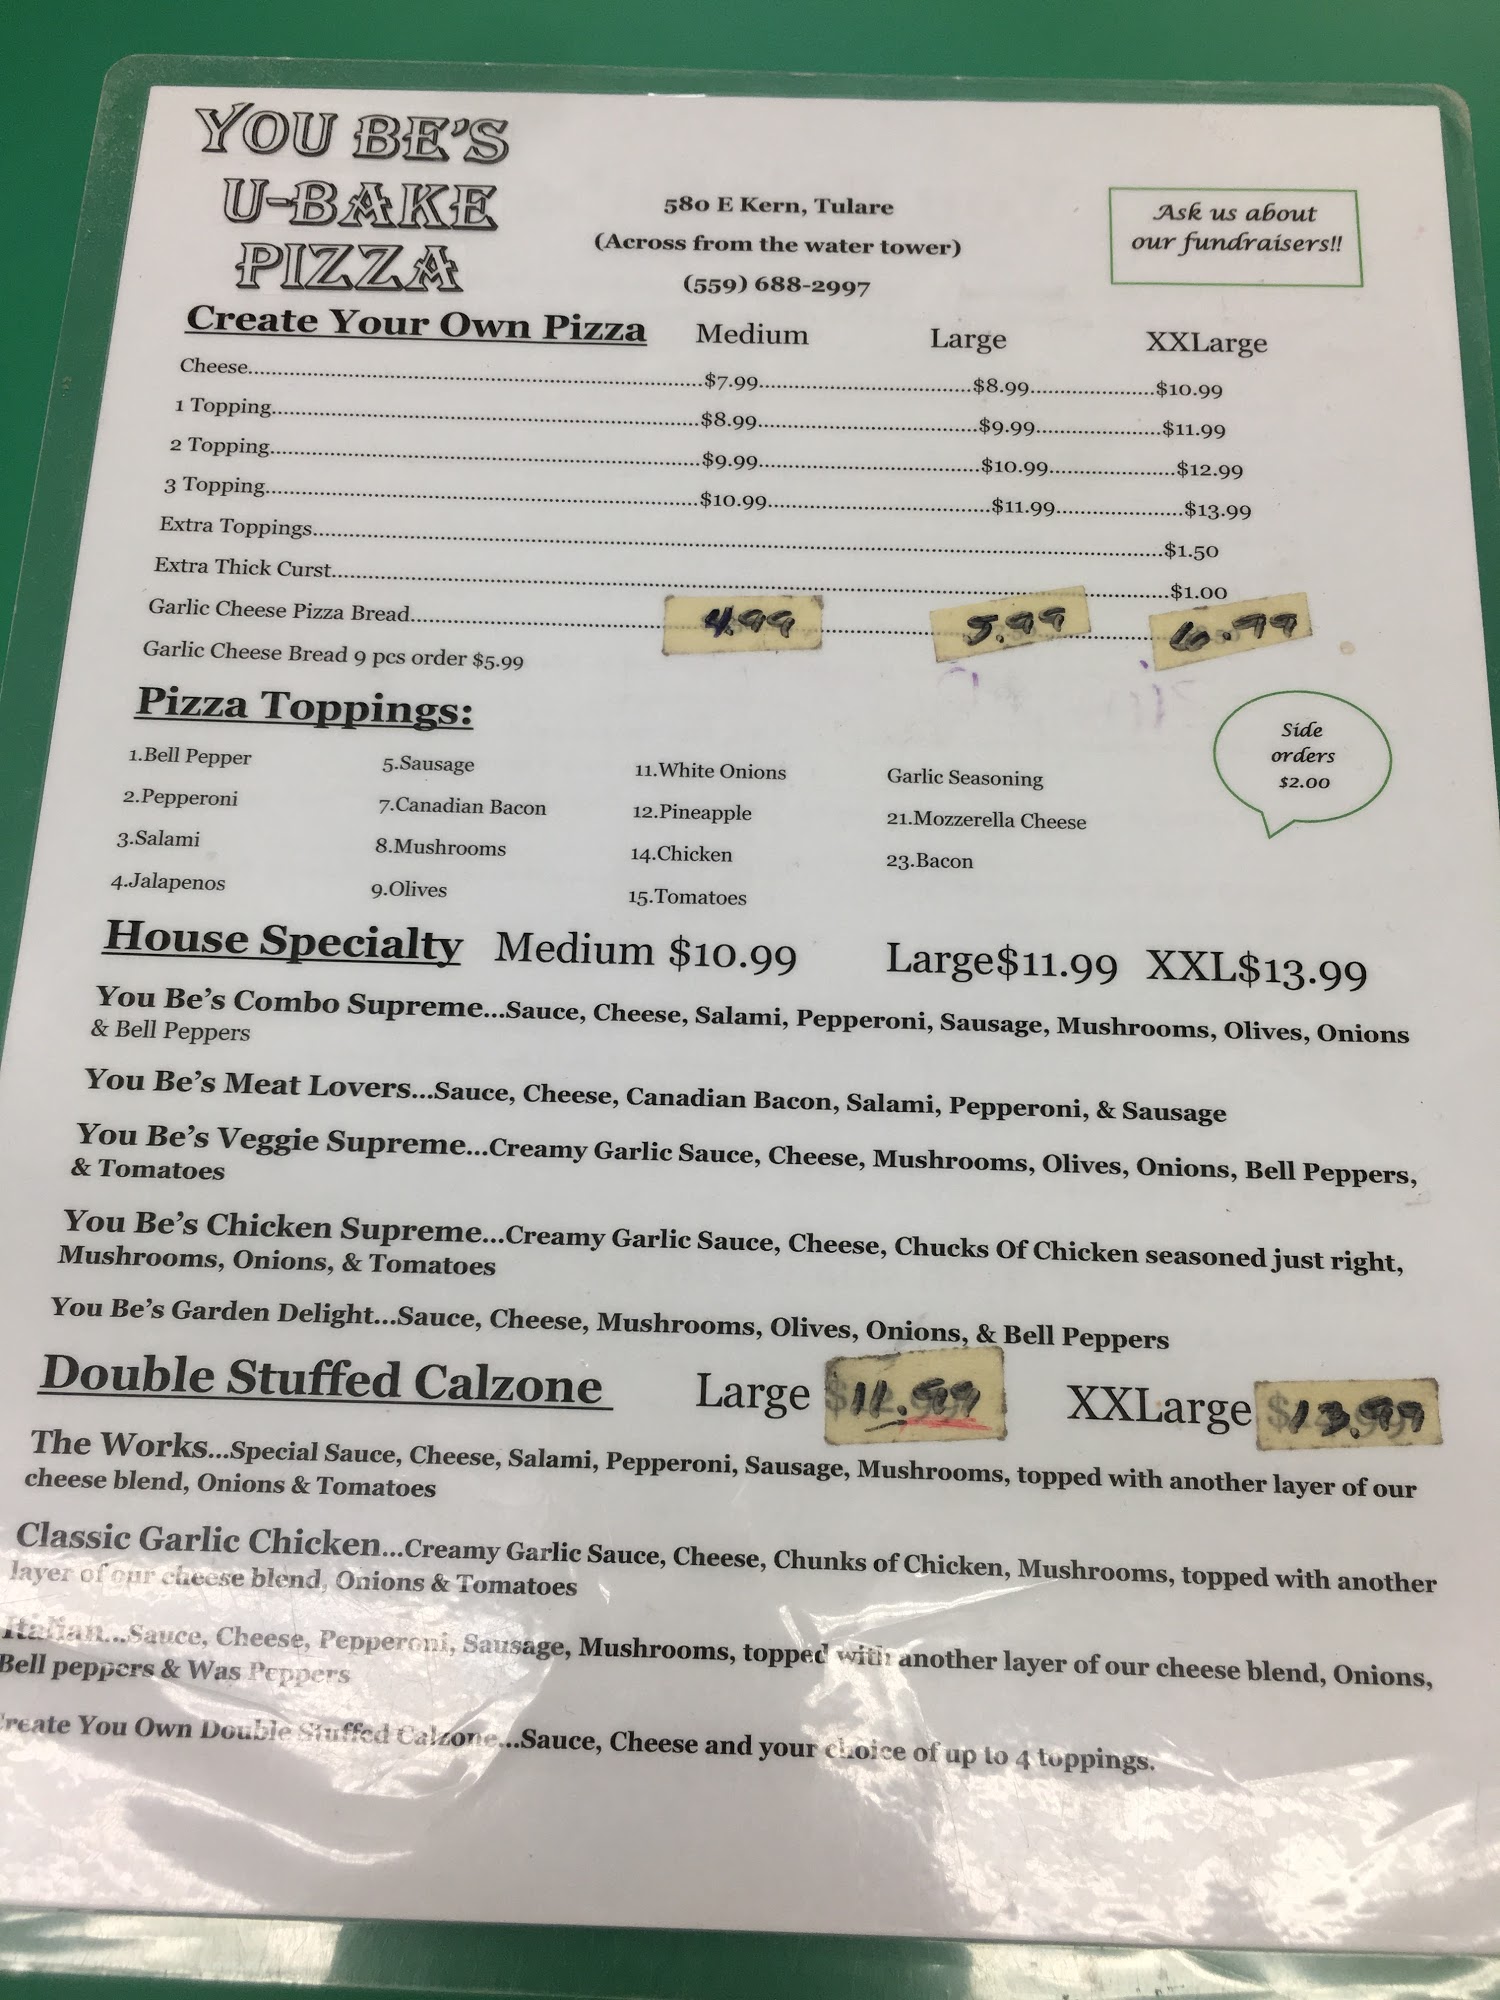 YOU BE'S
U-BAKE
PIZZA
580 E Kern, Tulare
(Across from the water tower)
(559) 688-2997
Ask us about
our fundraisers!!
Create Your Own Pizza Medium Large XXLarge
Cheese $7.99 $8.99 $10.99
1 Topping $8.99 $9.99 $11.99
2 Topping $9.99 $10.99 $12.99
3 Topping $10.99 $11.99 $13.99
Extra Toppings $1.50
Extra Thick Curst $1.00
Garlic Cheese Pizza Bread 4.99 5.99 6.99
Garlic Cheese Bread 9 pcs order $5.99
Pizza Toppings:
Side
orders
$2.00
1.Bell Pepper 5.Sausage 11.White Onions Garlic Seasoning
2.Pepperoni 7.Canadian Bacon 12.Pineapple 21.Mozzerella Cheese
3.Salami 8.Mushrooms 14.Chicken 23.Bacon
4.Jalapenos 9.Olives 15.Tomatoes
House Specialty Medium $10.99 Large$11.99 XXL$13.99
You Be's Combo Supreme...Sauce, Cheese, Salami, Pepperoni, Sausage, Mushrooms, Olives, Onions
& Bell Peppers
You Be's Meat Lovers...Sauce, Cheese, Canadian Bacon, Salami, Pepperoni, & Sausage
You Be's Veggie Supreme...Creamy Garlic Sauce, Cheese, Mushrooms, Olives, Onions, Bell Peppers,
& Tomatoes
You Be's Chicken Supreme...Creamy Garlic Sauce, Cheese, Chucks Of Chicken seasoned just right,
Mushrooms, Onions, & Tomatoes
You Be's Garden Delight...Sauce, Cheese, Mushrooms, Olives, Onions, & Bell Peppers
Double Stuffed Calzone Large $11.99 XXLarge $13.99
The Works...Special Sauce, Cheese, Salami, Pepperoni, Sausage, Mushrooms, topped with another layer of our
cheese blend, Onions & Tomatoes
Classic Garlic Chicken...Creamy Garlic Sauce, Cheese, Chunks of Chicken, Mushrooms, topped with another
layer of our cheese blend, Onions & Tomatoes
Italian...Sauce, Cheese, Pepperoni, Sausage, Mushrooms, topped with another layer of our cheese blend, Onions,
Bell peppers & Was Peppers
Create You Own Double Stuffed Calzone...Sauce, Cheese and your choice of up to 4 toppings.